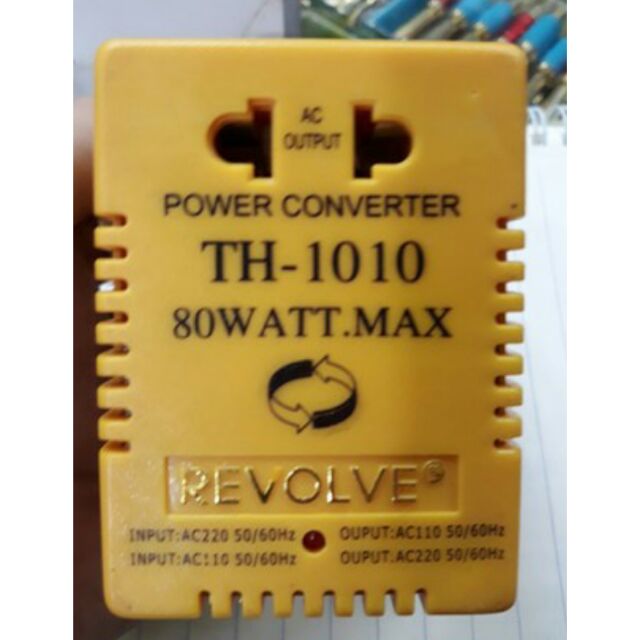 AC
OUTPUT
POWER CONVERTER
TH-1010
80WATT.MAX
REVOLVE®
INPUT:AC220 50/60Hz OUPUT:AC110 50/60Hz
INPUT:AC110 50/60Hz OUPUT:AC220 50/60Hz